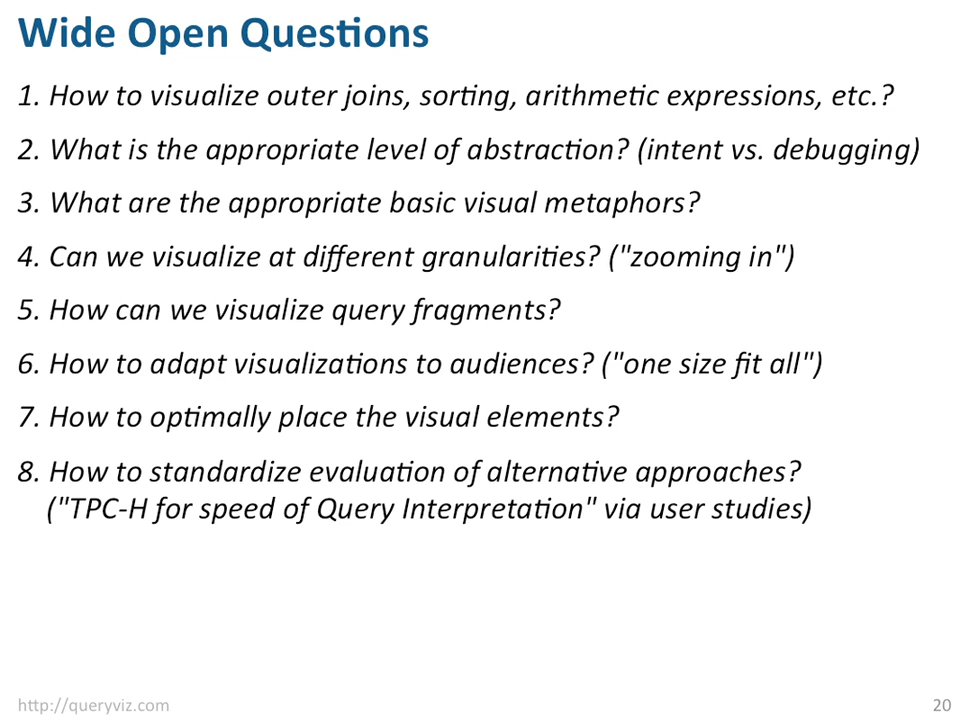 Wide Open Questions
1. How to visualize outer joins, sorting, arithmetic expressions, etc.?
2. What is the appropriate level of abstraction? (intent vs. debugging)
3. What are the appropriate basic visual metaphors?
4. Can we visualize at different granularities? ("zooming in")
5. How can we visualize query fragments?
6. How to adapt visualizations to audiences? ("one size fit all")
7. How to optimally place the visual elements?
8. How to standardize evaluation of alternative approaches?
("TPC-H for speed of Query Interpretation" via user studies)
http://queryviz.com
20